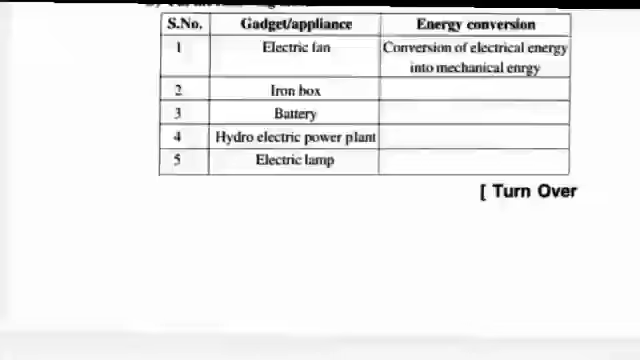 S.No. Gadget/appliance Energy conversion
1 Electric fan Conversion of electrical energy
into mechanical enrgy
2 Iron box
3 Battery
4 Hydro electric power plant
5 Electric lamp
[ Turn Over